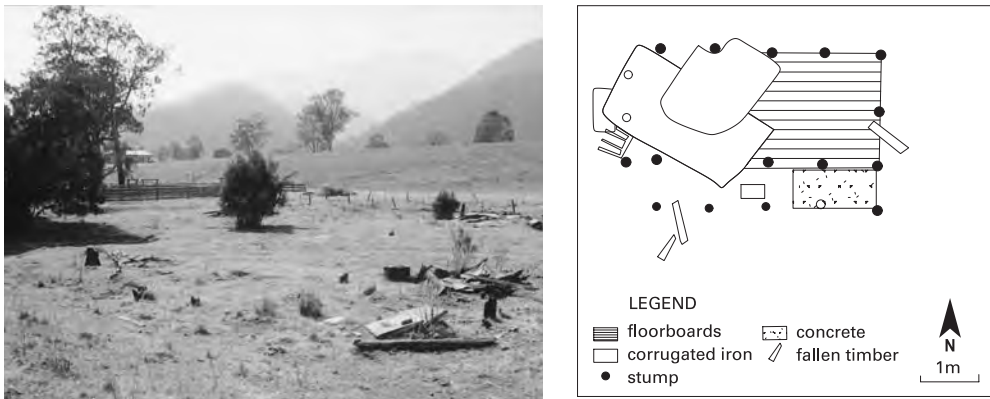 LEGEND
floorboards
corrugated iron
stump
concrete
fallen timber
N
1m